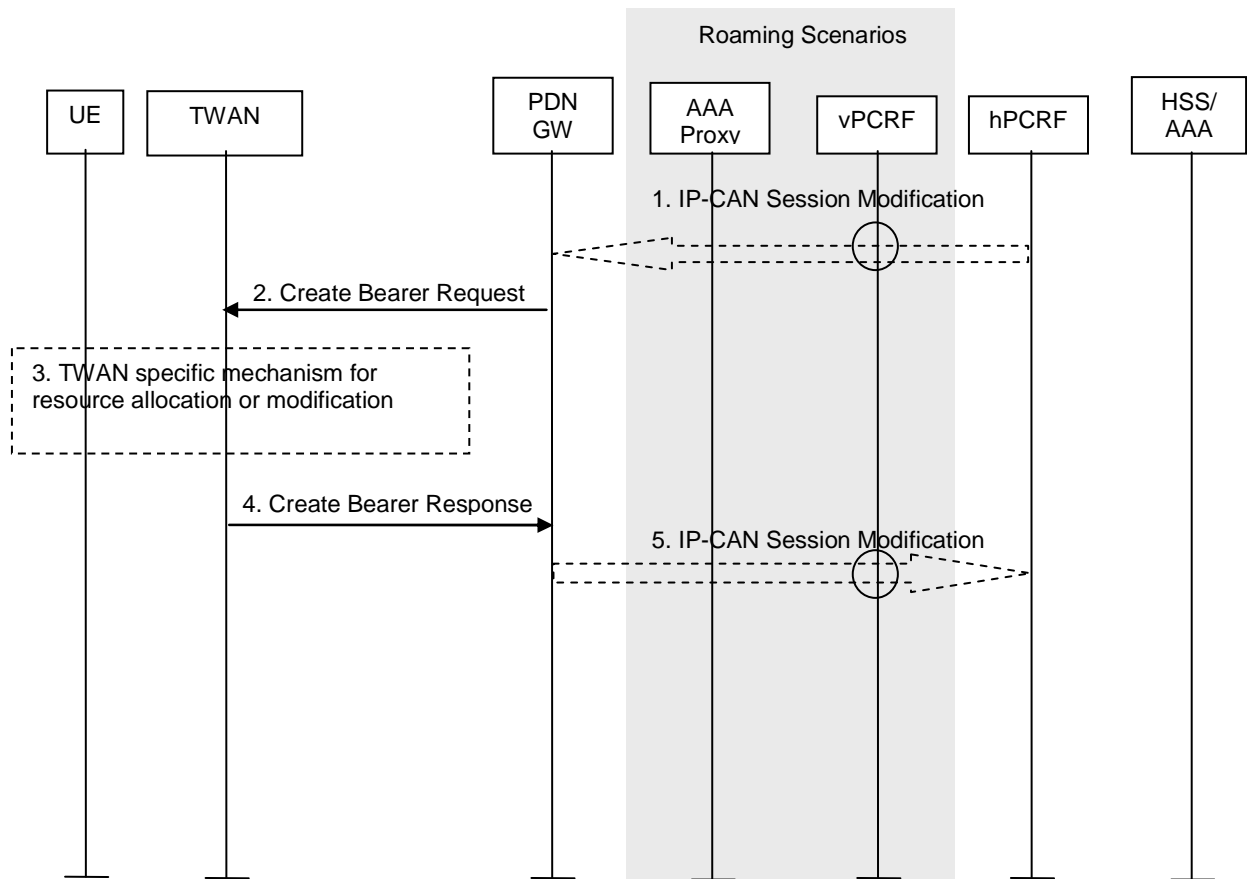 Roaming Scenarios
UE
TWAN
PDN
GW
AAA
Proxy
vPCRF
hPCRF
HSS/
AAA
1. IP-CAN Session Modification
2. Create Bearer Request
3. TWAN specific mechanism for
resource allocation or modification
4. Create Bearer Response
5. IP-CAN Session Modification